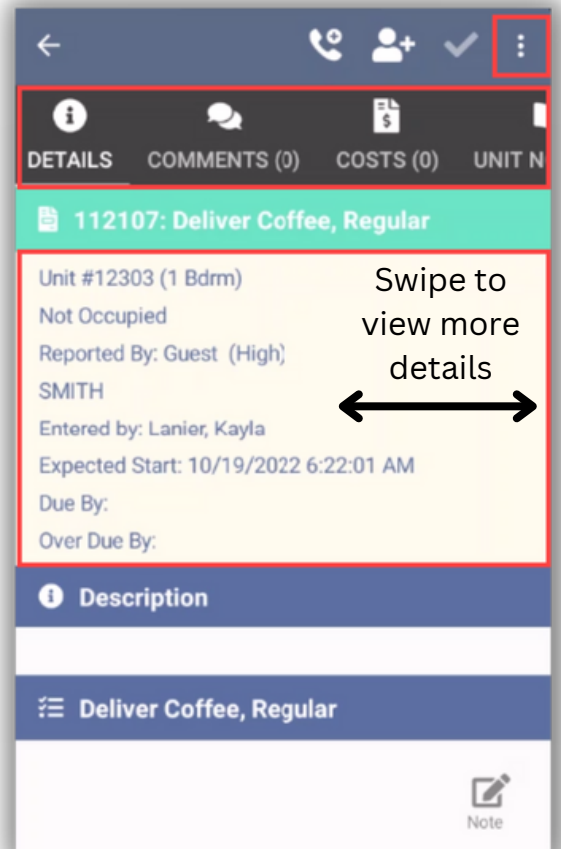 DETAILS COMMENTS (0) COSTS (0) UNIT N
112107: Deliver Coffee, Regular
Unit #12303 (1 Bdrm)
Not Occupied
Reported By: Guest (High)
SMITH
Entered by: Lanier, Kayla
Expected Start: 10/19/2022 6:22:01 AM
Due By:
Over Due By:
Swipe to
view more
details
Description
Deliver Coffee, Regular
Note